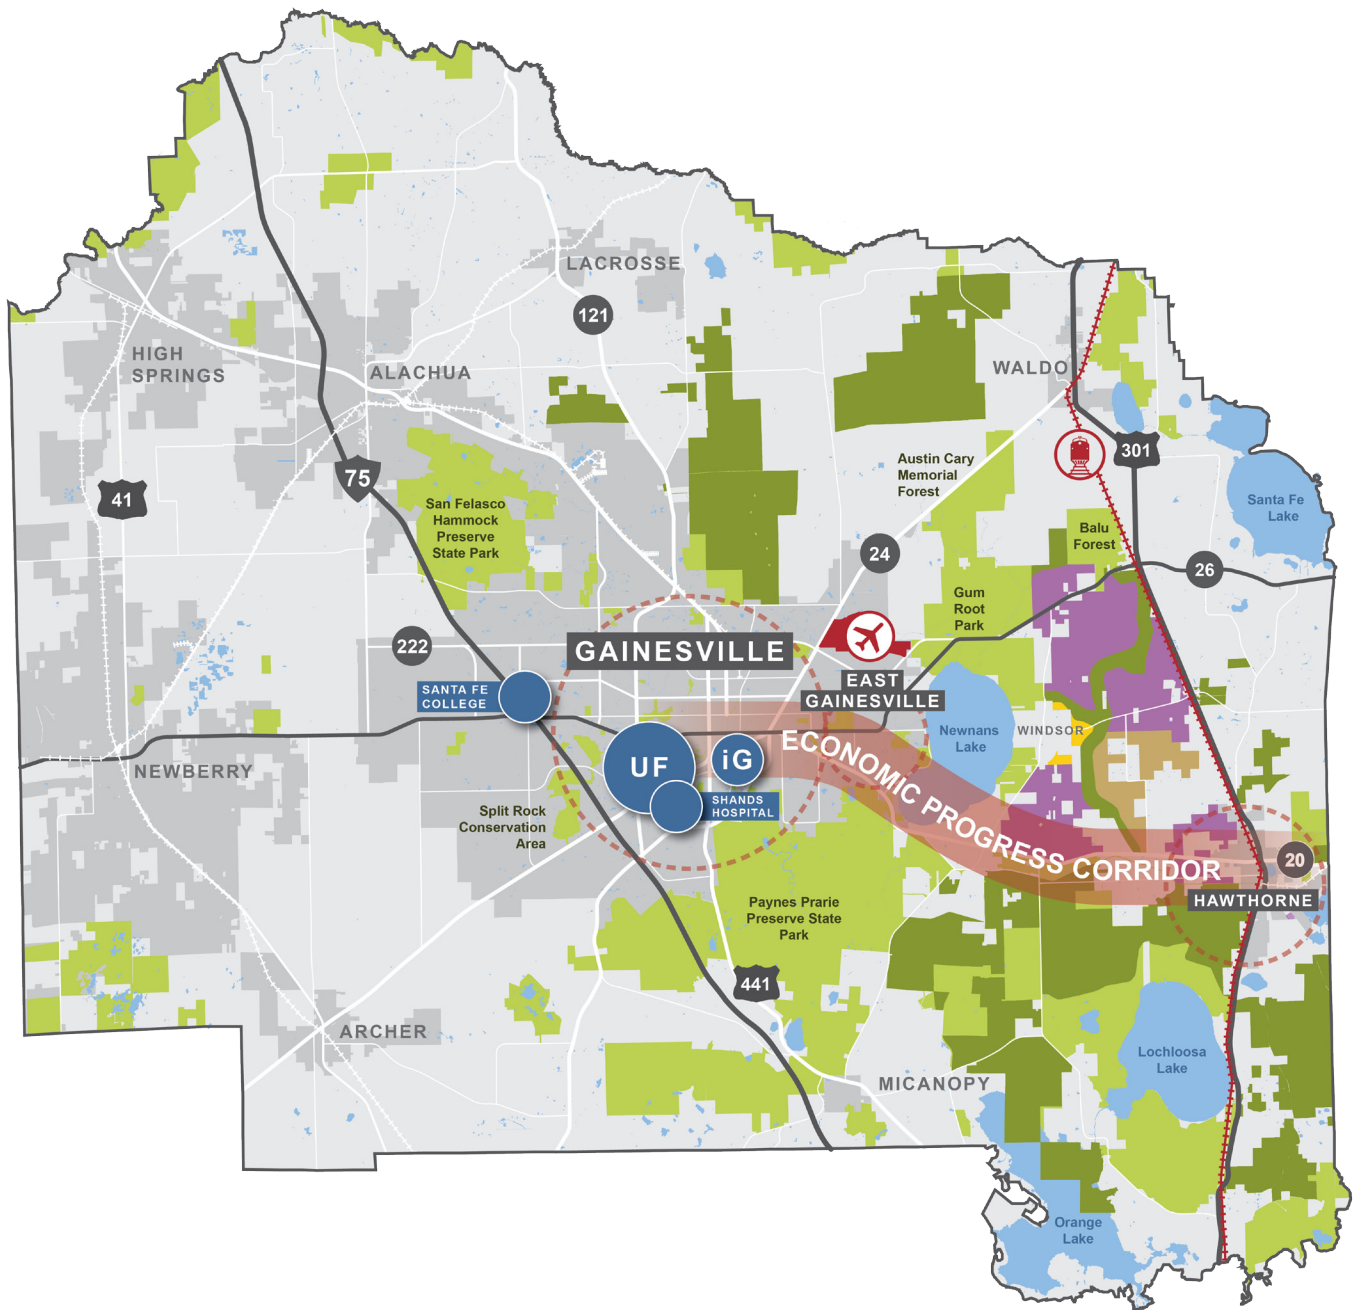 LACROSSE
121
HIGH
SPRINGS
ALACHUA
WALDO
301
75
41
San Felasco
Hammock
Preserve
State Park
Austin Cary
Memorial
Forest
Santa Fe
Lake
Balu
Forest
24
26
Gum
Root
Park
222
GAINESVILLE
EAST
GAINESVILLE
SANTA FE
COLLEGE
Newnans
Lake
WINDSOR
NEWBERRY
UF
iG
SHANDS
HOSPITAL
ECONOMIC PROGRESS CORRIDOR
Split Rock
Conservation
Area
20
HAWTHORNE
Paynes Prarie
Preserve State
Park
441
ARCHER
MICANOPY
Lochloosa
Lake
Orange
Lake